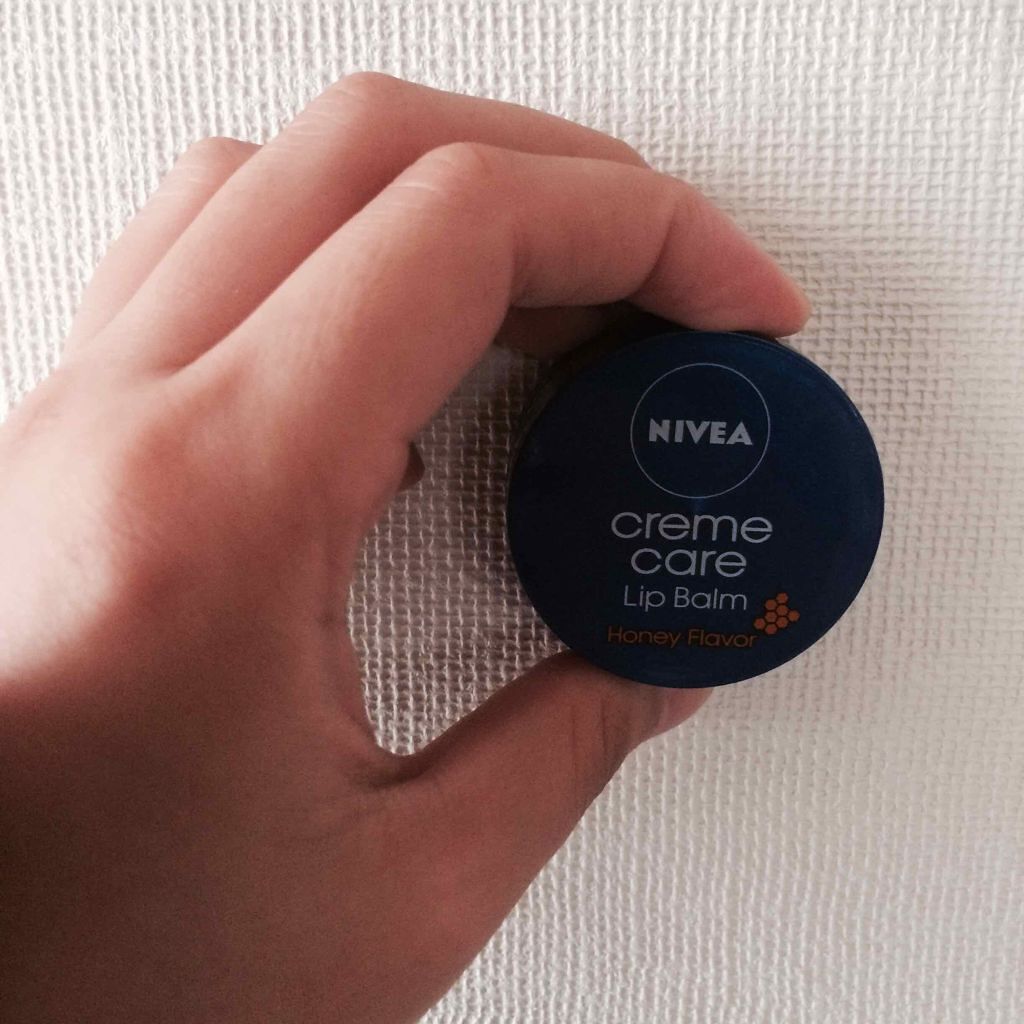 NIVEA
creme
care
Lip Balm
Honey Flavor